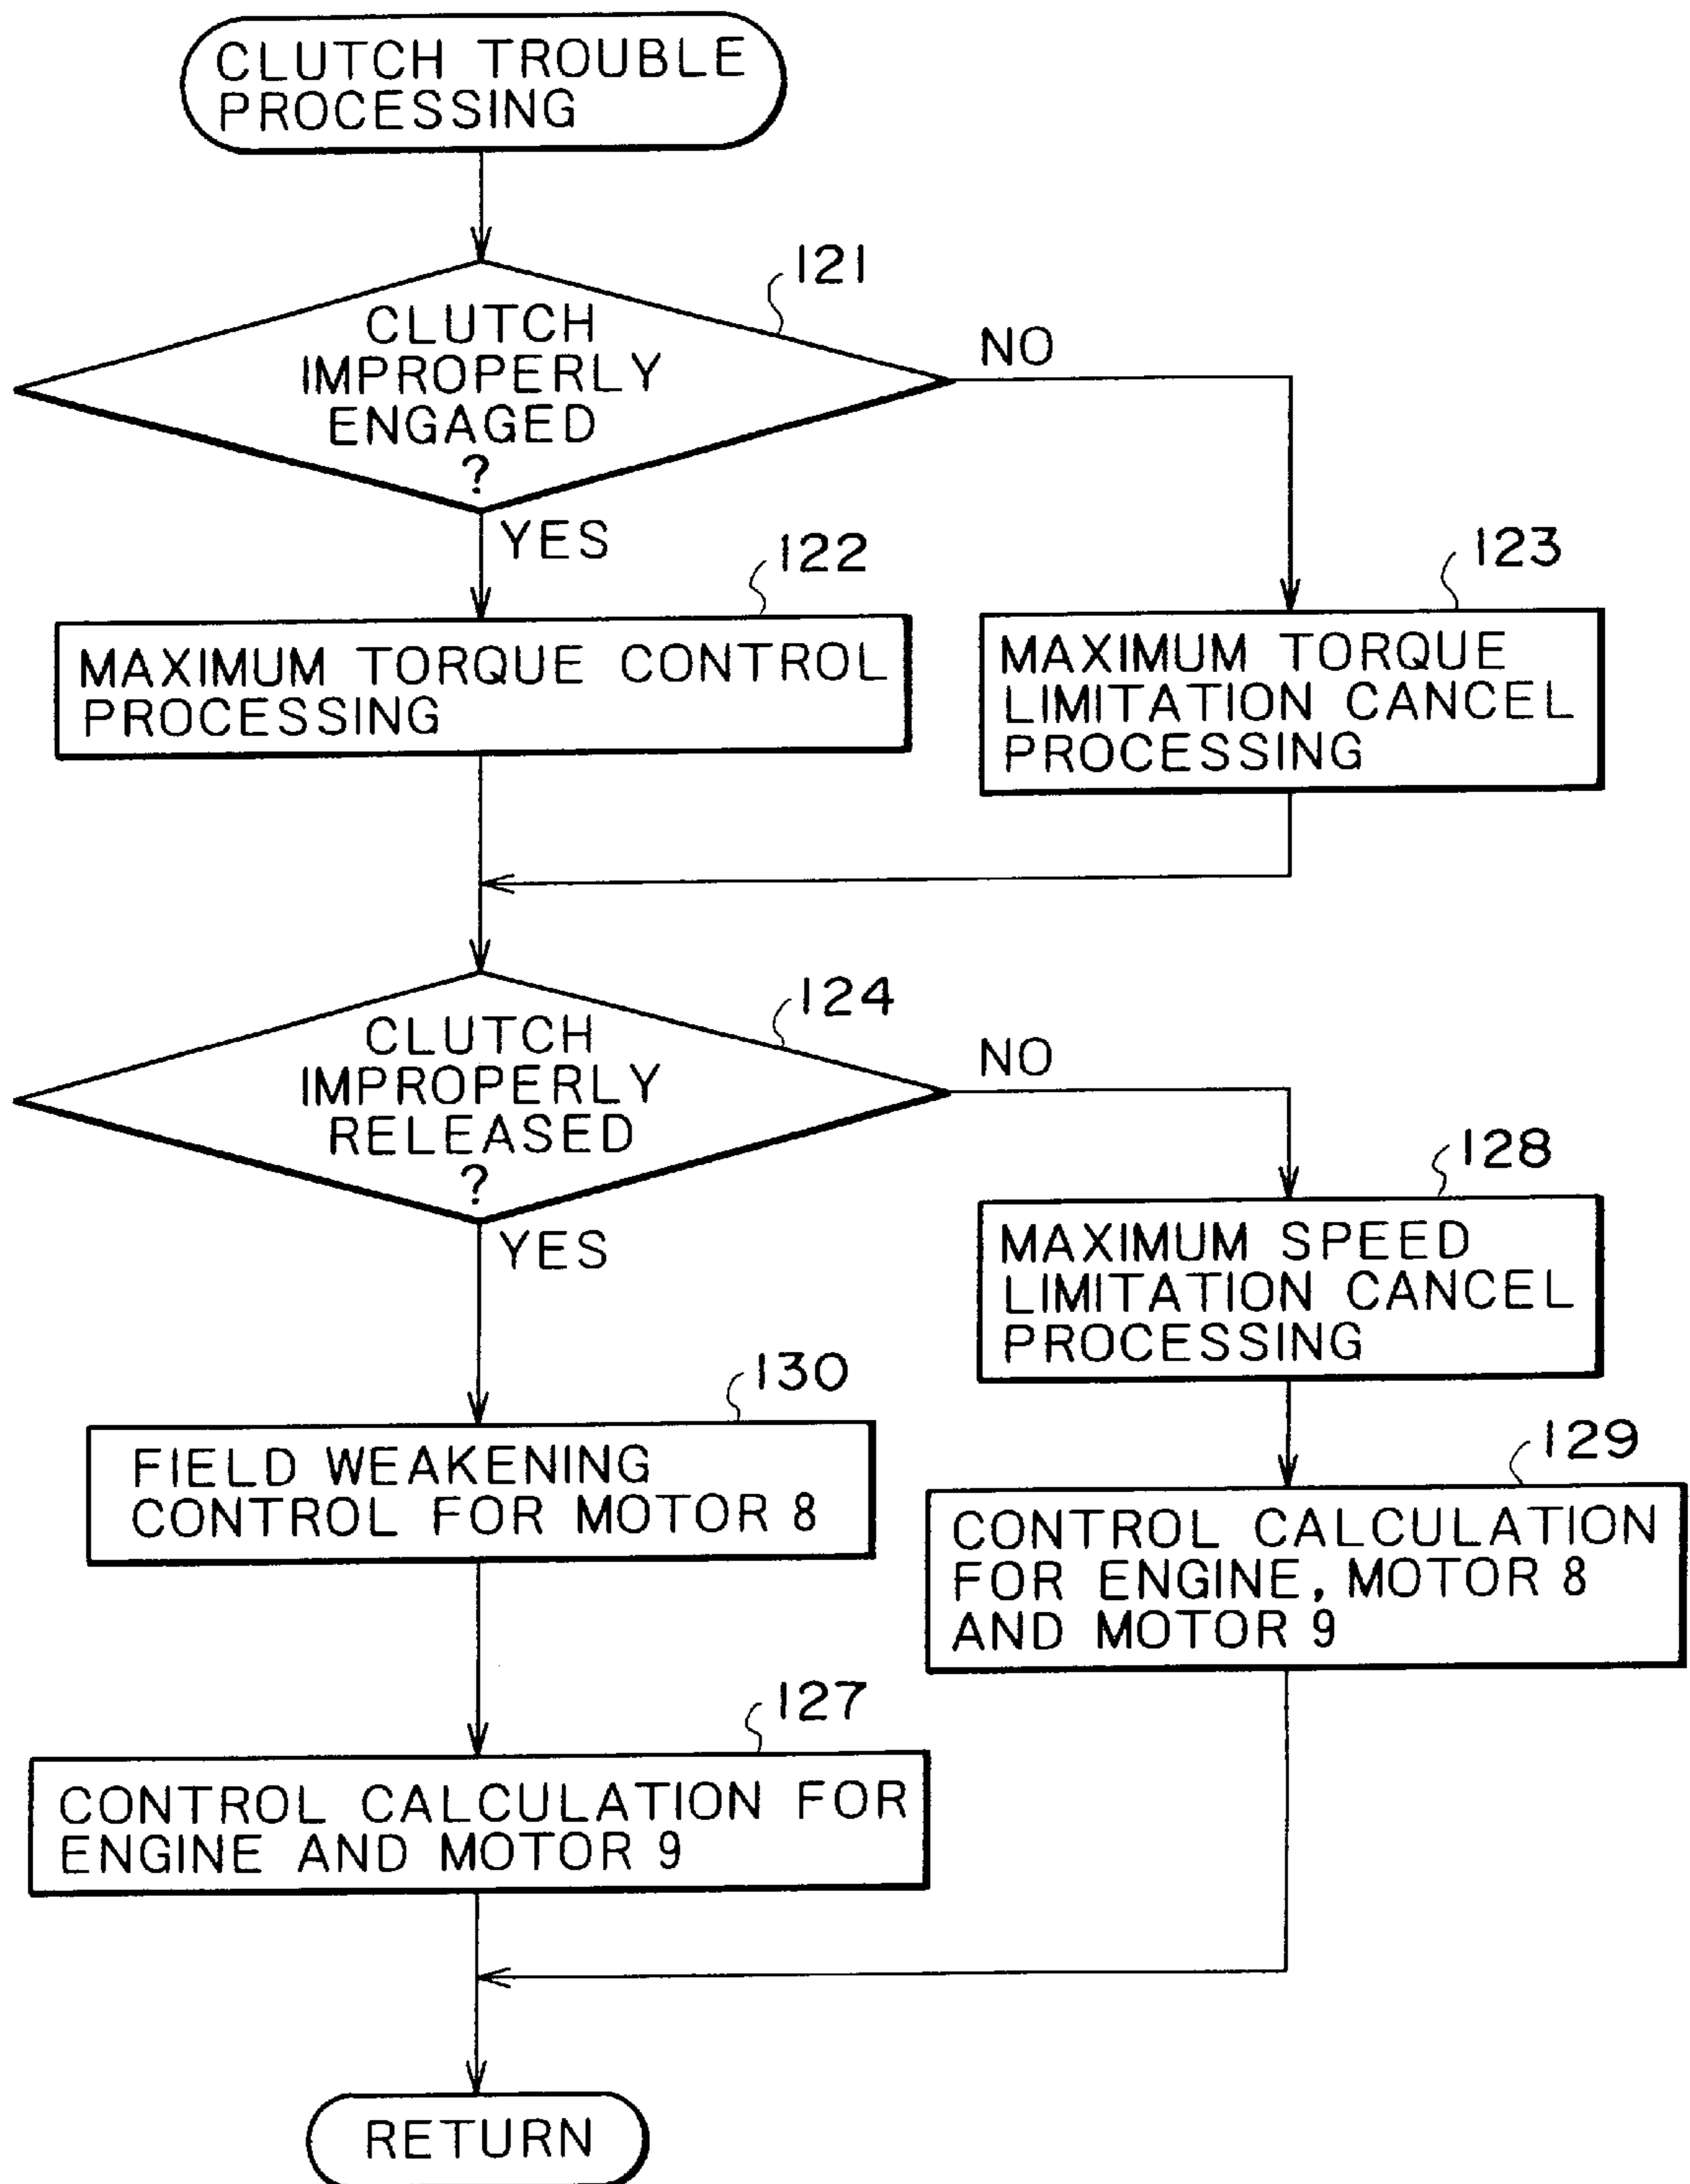 CLUTCH TROUBLE
PROCESSING
121
CLUTCH
IMPROPERLY
ENGAGED
?
NO
YES
122
MAXIMUM TORQUE CONTROL
PROCESSING
123
MAXIMUM TORQUE
LIMITATION CANCEL
PROCESSING
124
CLUTCH
IMPROPERLY
RELEASED
?
NO
YES
128
MAXIMUM SPEED
LIMITATION CANCEL
PROCESSING
130
FIELD WEAKENING
CONTROL FOR MOTOR 8
129
CONTROL CALCULATION
FOR ENGINE, MOTOR 8
AND MOTOR 9
127
CONTROL CALCULATION FOR
ENGINE AND MOTOR 9
RETURN